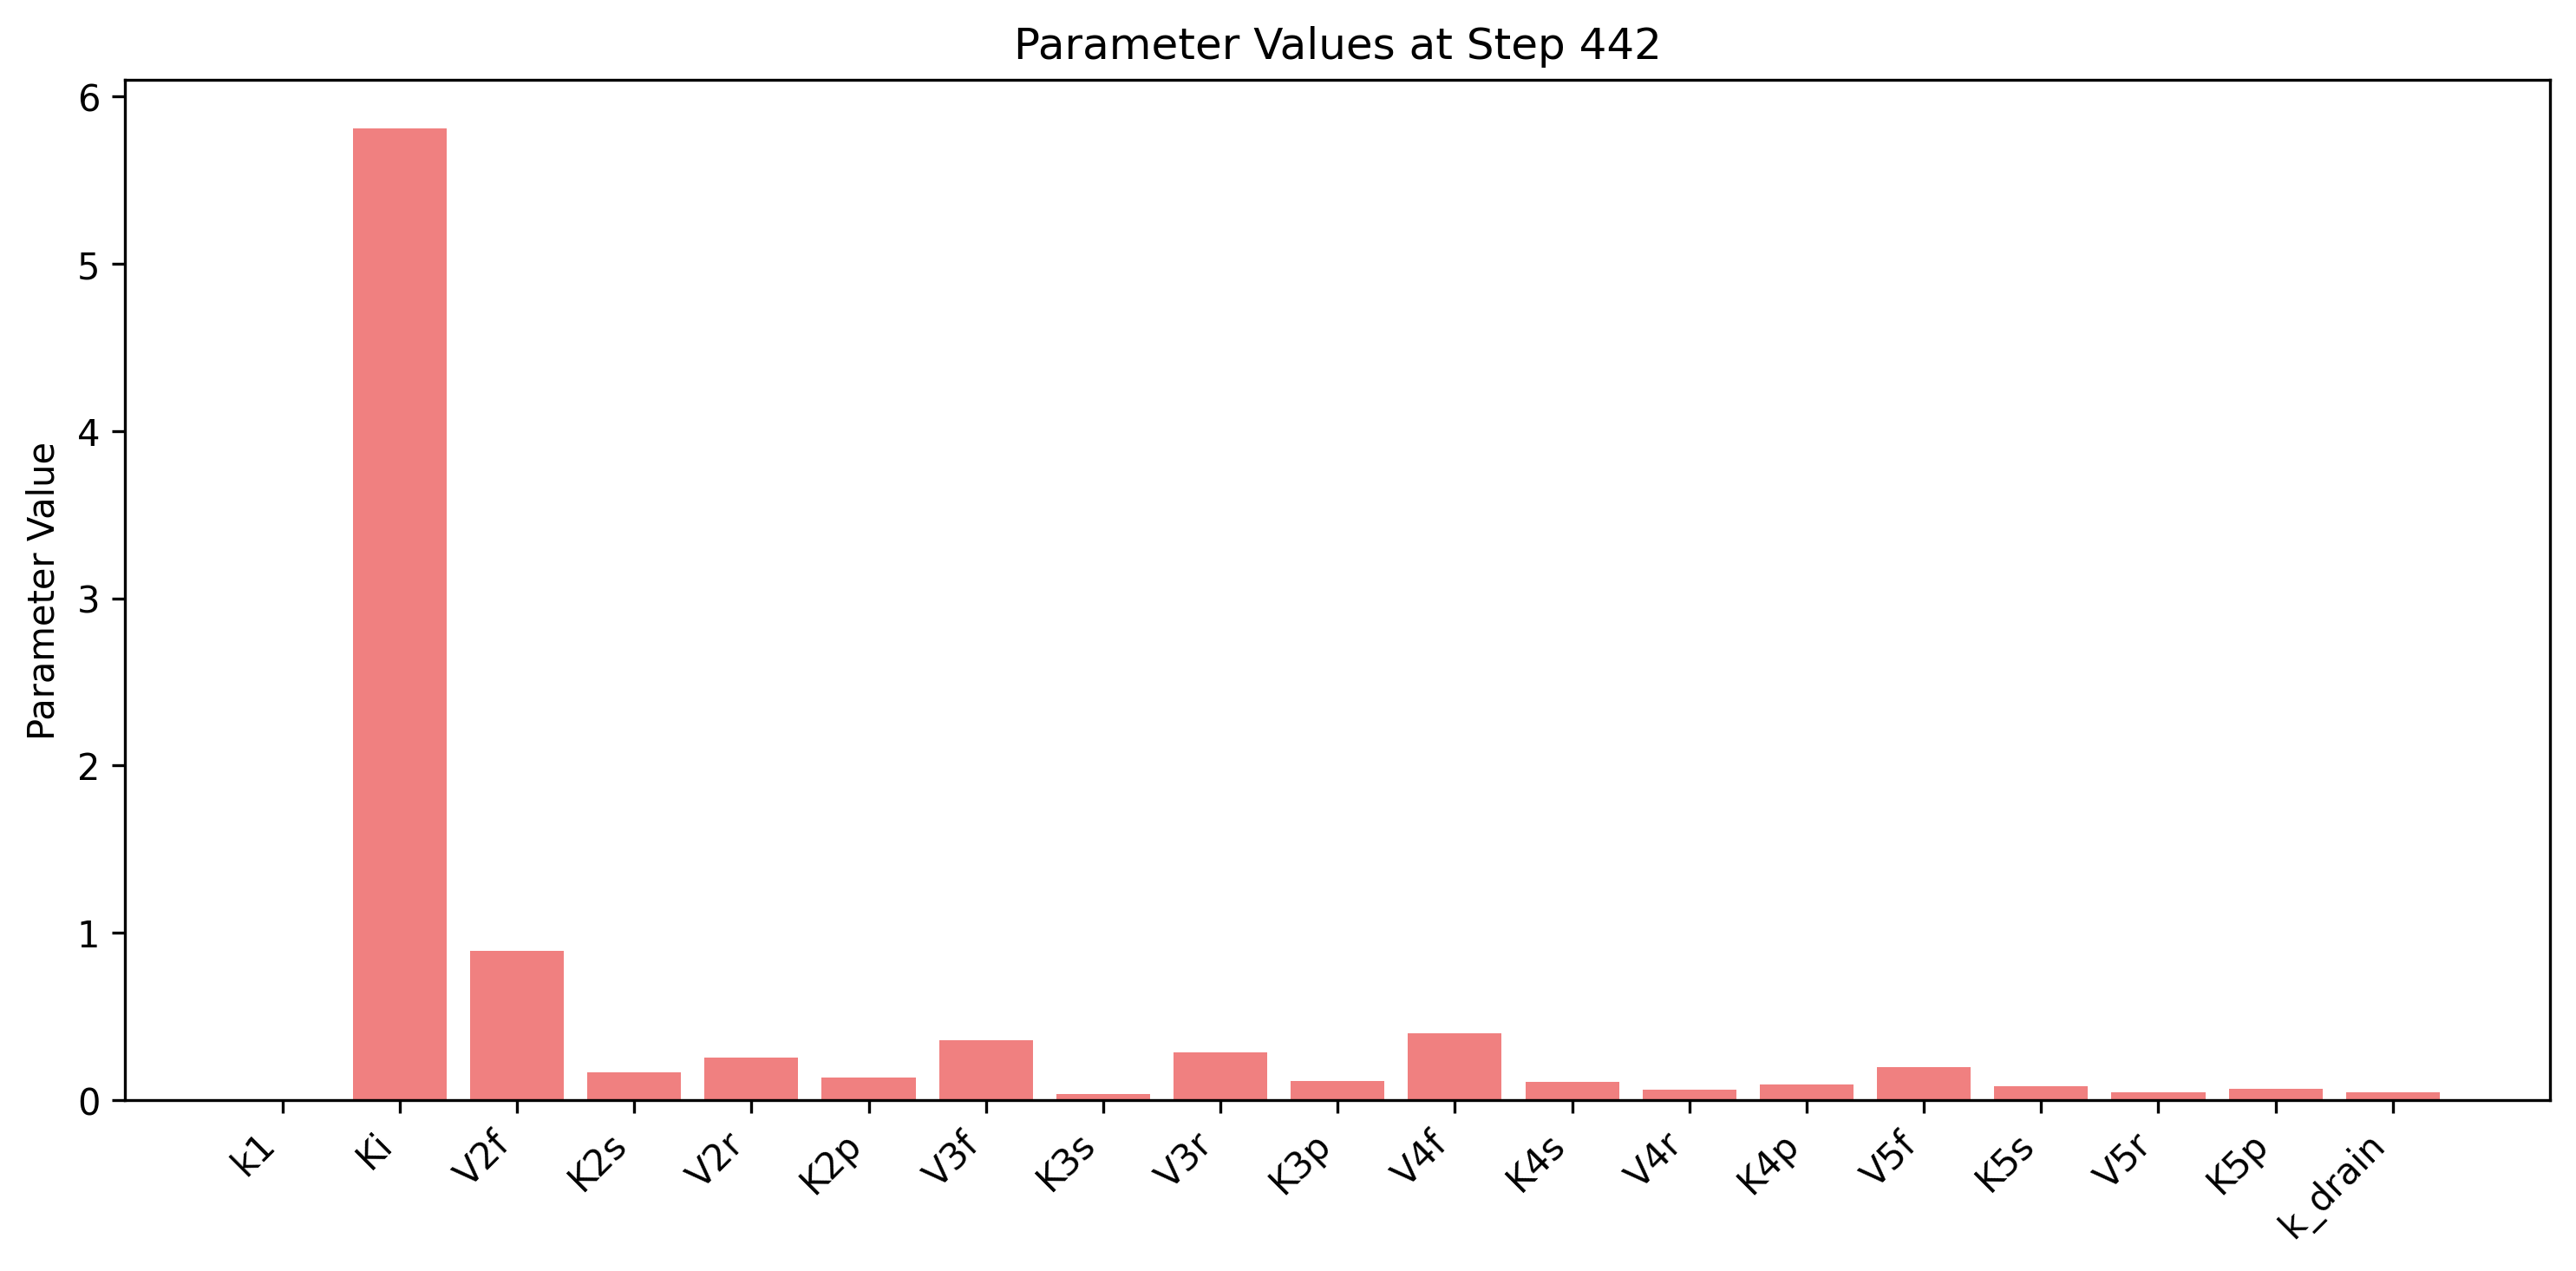 Parameter Values at Step 442
Parameter Value
6
5
4
3
2
1
0
k1
Ki
V2f
K2s
V2r
K2p
V3f
K3s
V3r
K3p
V4f
K4s
V4r
K4p
V5f
K5s
V5r
K5p
k_drain